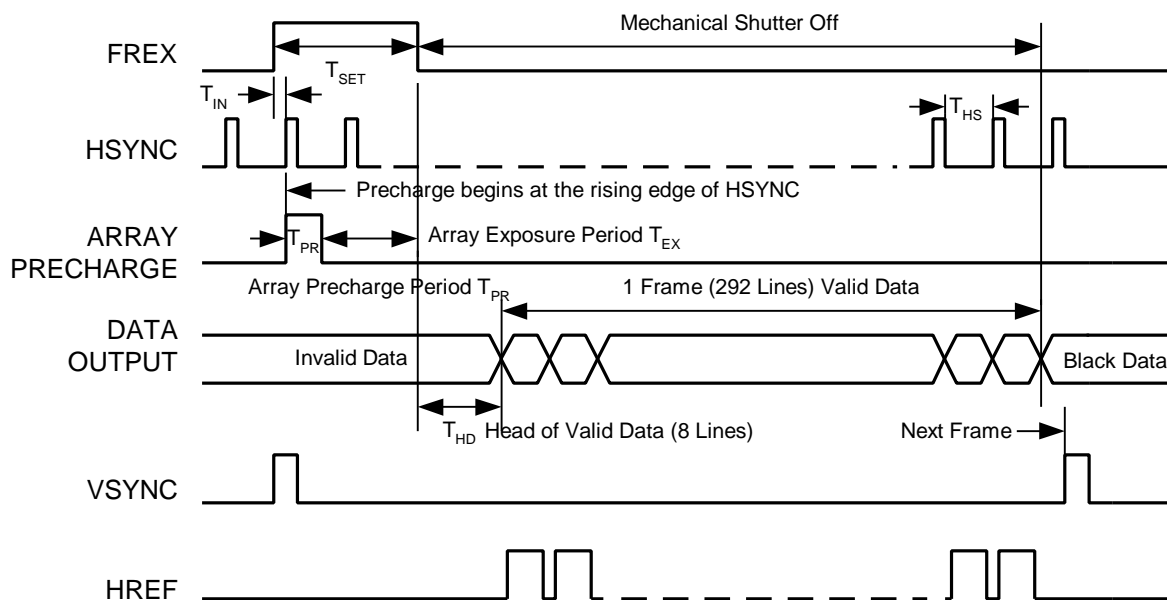 Mechanical Shutter Off
FREX
T_SET
T_IN
T_HS
HSYNC
Precharge begins at the rising edge of HSYNC
ARRAY
PRECHARGE
T_PR
Array Exposure Period T_EX
Array Precharge Period T_PR
1 Frame (292 Lines) Valid Data
DATA
OUTPUT
Invalid Data
Black Data
T_HD Head of Valid Data (8 Lines)
Next Frame
VSYNC
HREF